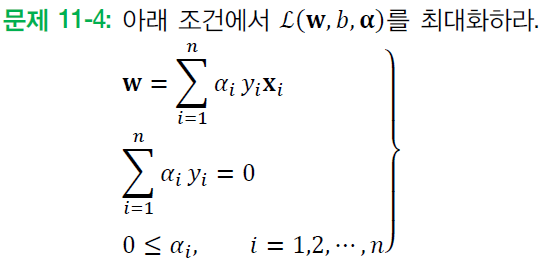 문제 11-4: 아래 조건에서 ℒ(𝐰, 𝑏, 𝛂)를 최대화하라.
𝐰 = ∑_{i=1}^{n} α_i y_i 𝐱_i
∑_{i=1}^{n} α_i y_i = 0
0 ≤ α_i, i = 1,2, ⋯ , n